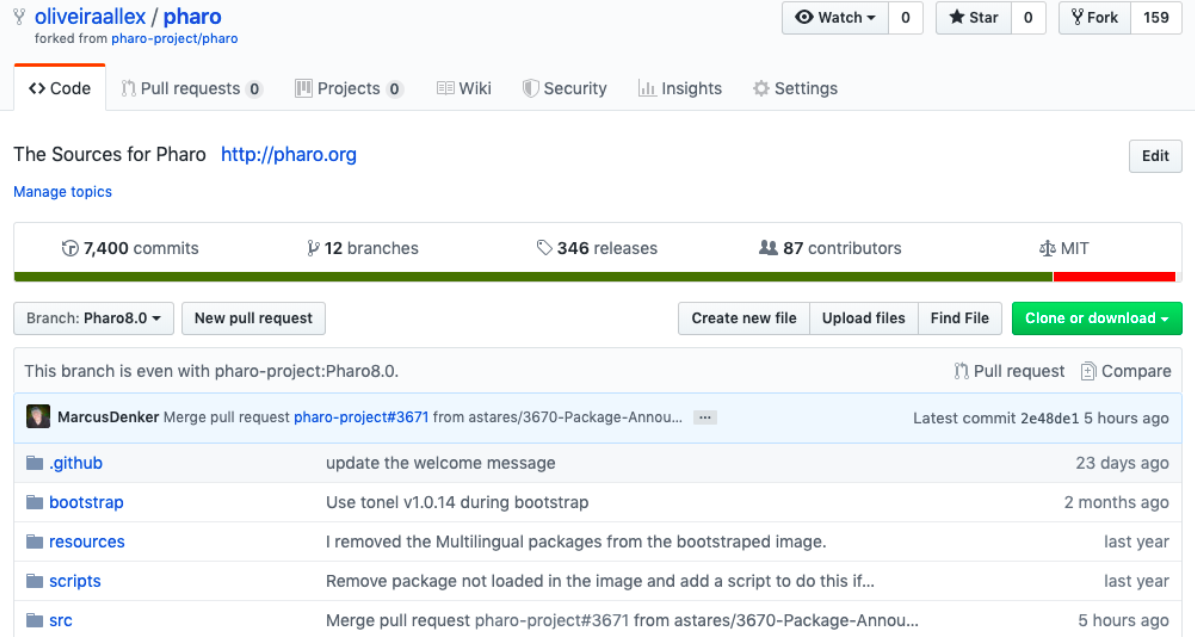 oliveiraallex / pharo
forked from pharo-project/pharo
Watch 0 Star 0 Fork 159
Code Pull requests 0 Projects 0 Wiki Security Insights Settings
The Sources for Pharo http://pharo.org Edit
Manage topics
7,400 commits 12 branches 346 releases 87 contributors MIT
Branch: Pharo8.0 New pull request Create new file Upload files Find File Clone or download
This branch is even with pharo-project:Pharo8.0. Pull request Compare
MarcusDenker Merge pull request pharo-project#3671 from astares/3670-Package-Annou... ... Latest commit 2e48de1 5 hours ago
.github update the welcome message 23 days ago
bootstrap Use tonel v1.0.14 during bootstrap 2 months ago
resources I removed the Multilingual packages from the bootstraped image. last year
scripts Remove package not loaded in the image and add a script to do this if... last year
src Merge pull request pharo-project#3671 from astares/3670-Package-Annou... 5 hours ago